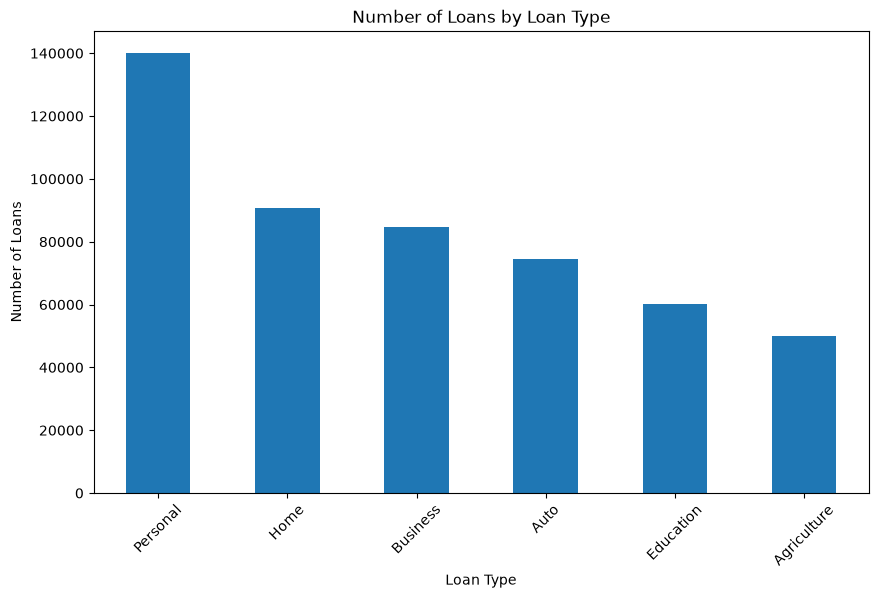 Number of Loans by Loan Type
Number of Loans
140000
120000
100000
80000
60000
40000
20000
0
Personal
Home
Business
Auto
Education
Agriculture
Loan Type